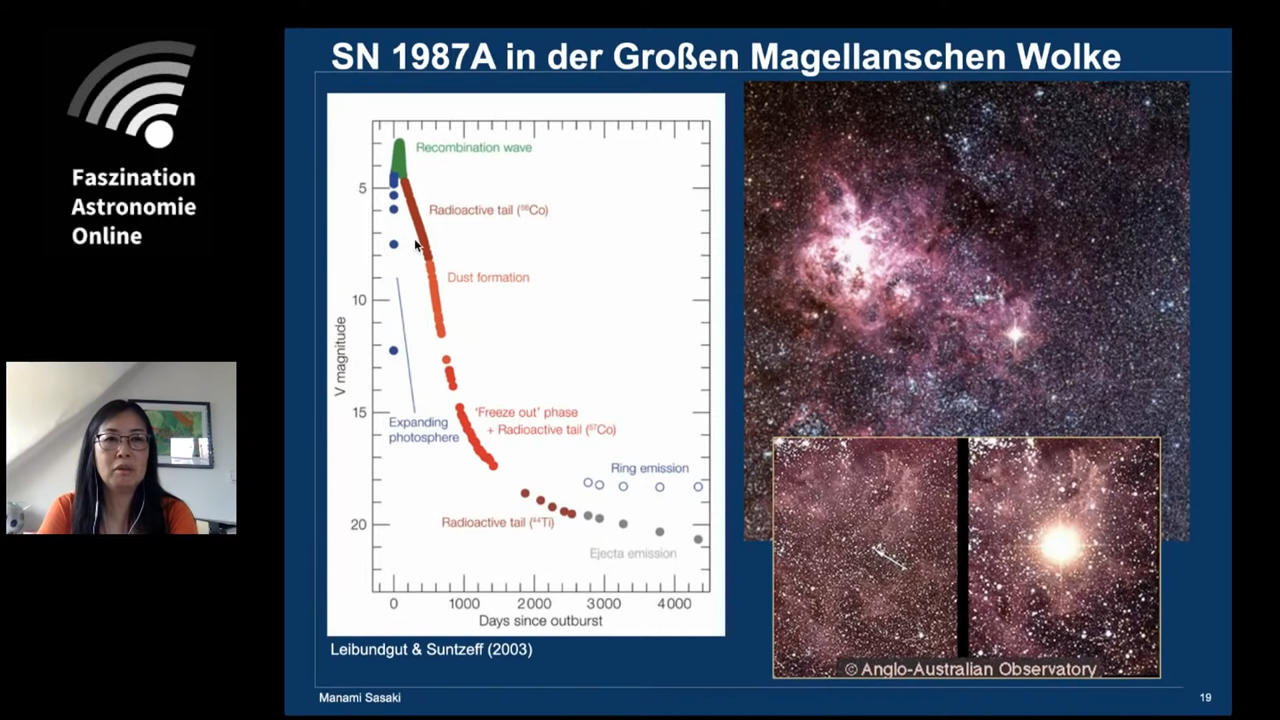 Faszination
Astronomie
Online
SN 1987A in der Großen Magellanschen Wolke
Recombination wave
Radioactive tail (⁵⁶Co)
Dust formation
Expanding
photosphere
'Freeze out' phase
+ Radioactive tail (⁵⁷Co)
Ring emission
Radioactive tail (⁴⁴Ti)
Ejecta emission
V magnitude
5
10
15
20
0 1000 2000 3000 4000
Days since outburst
Leibundgut & Suntzeff (2003)
© Anglo-Australian Observatory
Manami Sasaki
19